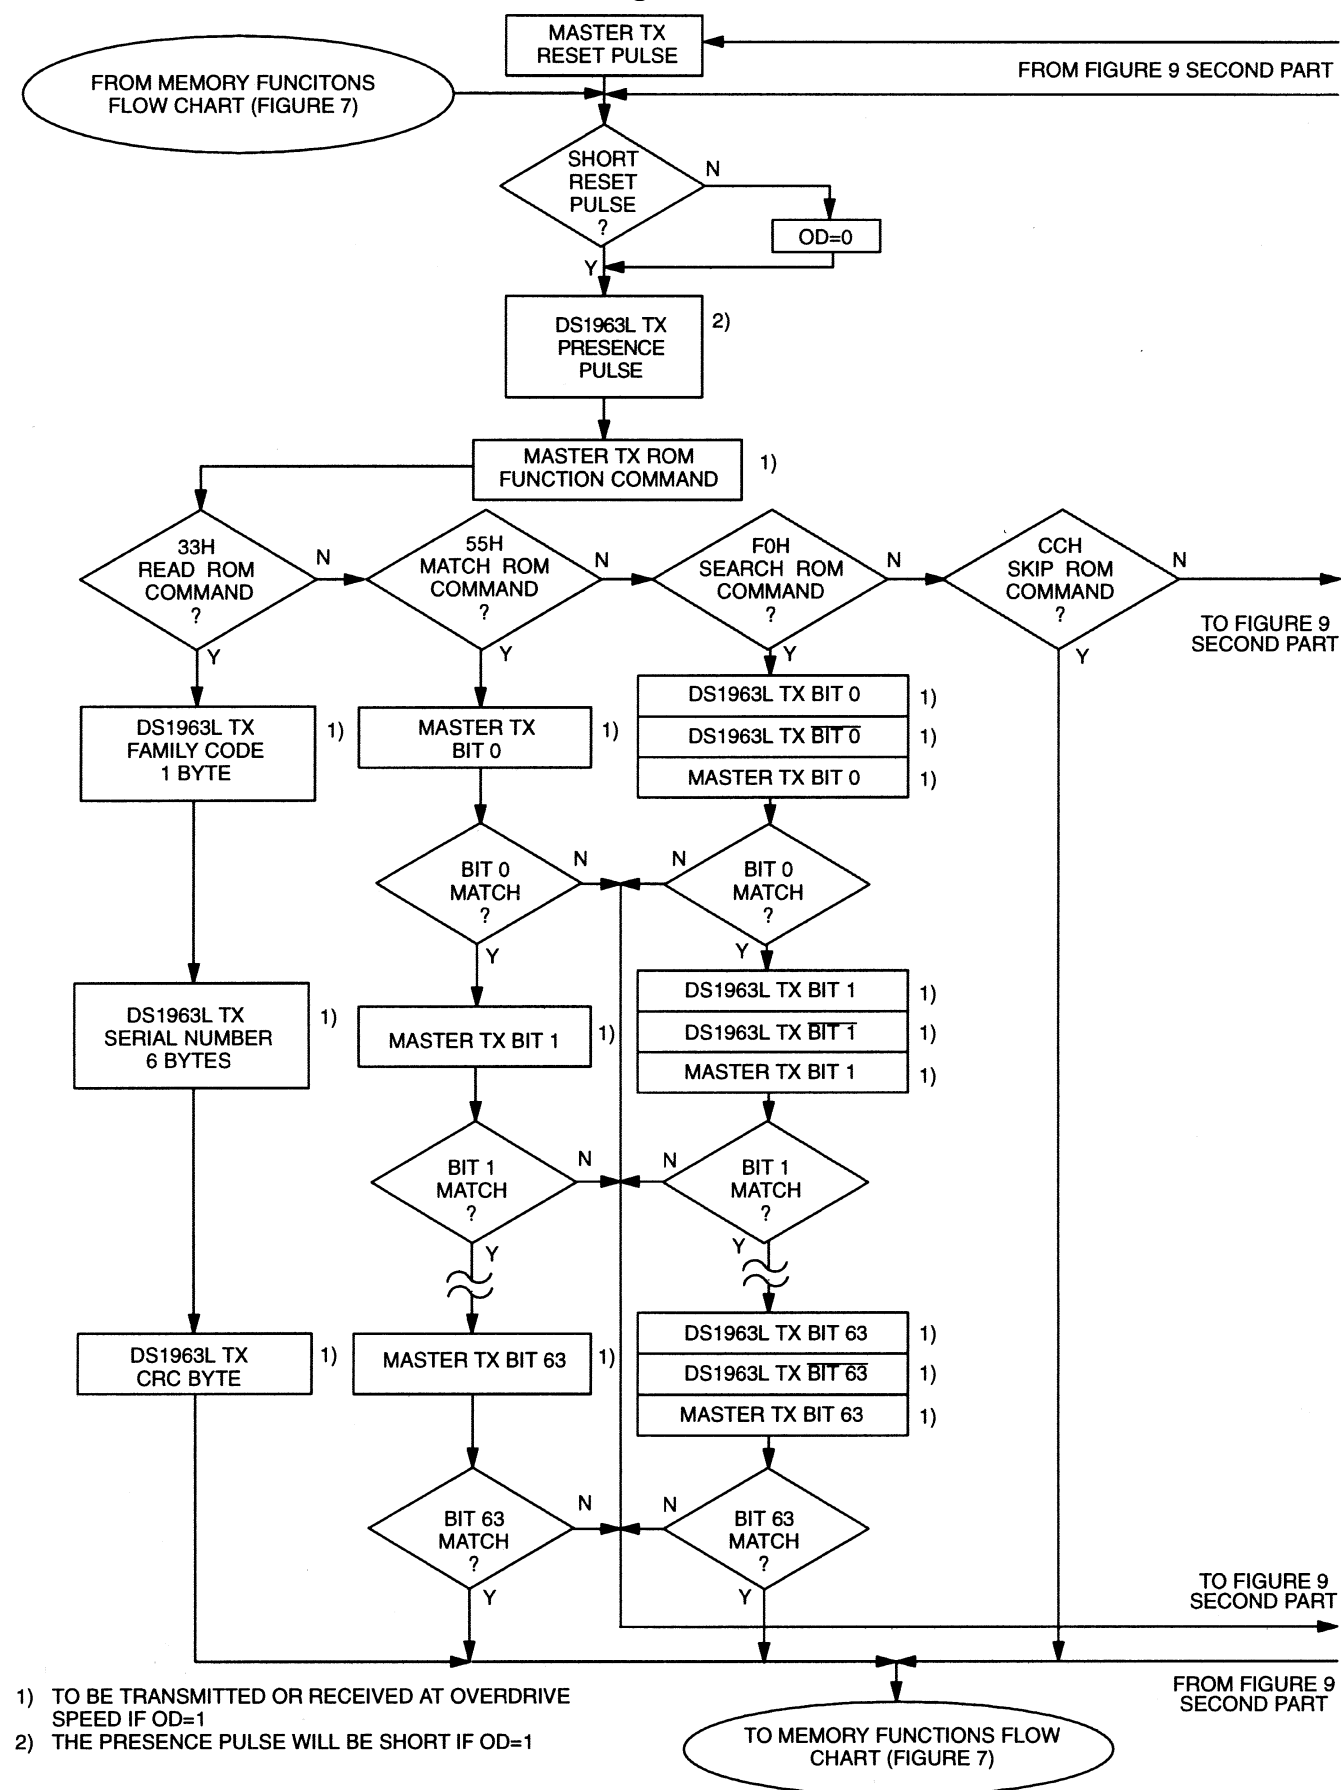 MASTER TX
RESET PULSE
FROM FIGURE 9 SECOND PART
FROM MEMORY FUNCITONS
FLOW CHART (FIGURE 7)
SHORT
RESET
PULSE
?
N
OD=0
Y
DS1963L TX
PRESENCE
PULSE
2)
MASTER TX ROM
FUNCTION COMMAND
1)
33H
READ ROM
COMMAND
?
N
Y
55H
MATCH ROM
COMMAND
?
N
Y
F0H
SEARCH ROM
COMMAND
?
N
Y
CCH
SKIP ROM
COMMAND
?
N
Y
TO FIGURE 9
SECOND PART
DS1963L TX
FAMILY CODE
1 BYTE
1)
MASTER TX
BIT 0
1)
DS1963L TX BIT 0
1)
DS1963L TX B̅I̅T̅ ̅0̅
1)
MASTER TX BIT 0
1)
BIT 0
MATCH
?
N
Y
N
BIT 0
MATCH
?
Y
DS1963L TX
SERIAL NUMBER
6 BYTES
1)
MASTER TX BIT 1
1)
DS1963L TX BIT 1
1)
DS1963L TX B̅I̅T̅ ̅1̅
1)
MASTER TX BIT 1
1)
BIT 1
MATCH
?
N
Y
N
BIT 1
MATCH
?
Y
DS1963L TX
CRC BYTE
1)
MASTER TX BIT 63
1)
DS1963L TX BIT 63
1)
DS1963L TX B̅I̅T̅ ̅6̅3̅
1)
MASTER TX BIT 63
1)
BIT 63
MATCH
?
N
Y
N
BIT 63
MATCH
?
Y
TO FIGURE 9
SECOND PART
FROM FIGURE 9
SECOND PART
1) TO BE TRANSMITTED OR RECEIVED AT OVERDRIVE
SPEED IF OD=1
2) THE PRESENCE PULSE WILL BE SHORT IF OD=1
TO MEMORY FUNCTIONS FLOW
CHART (FIGURE 7)